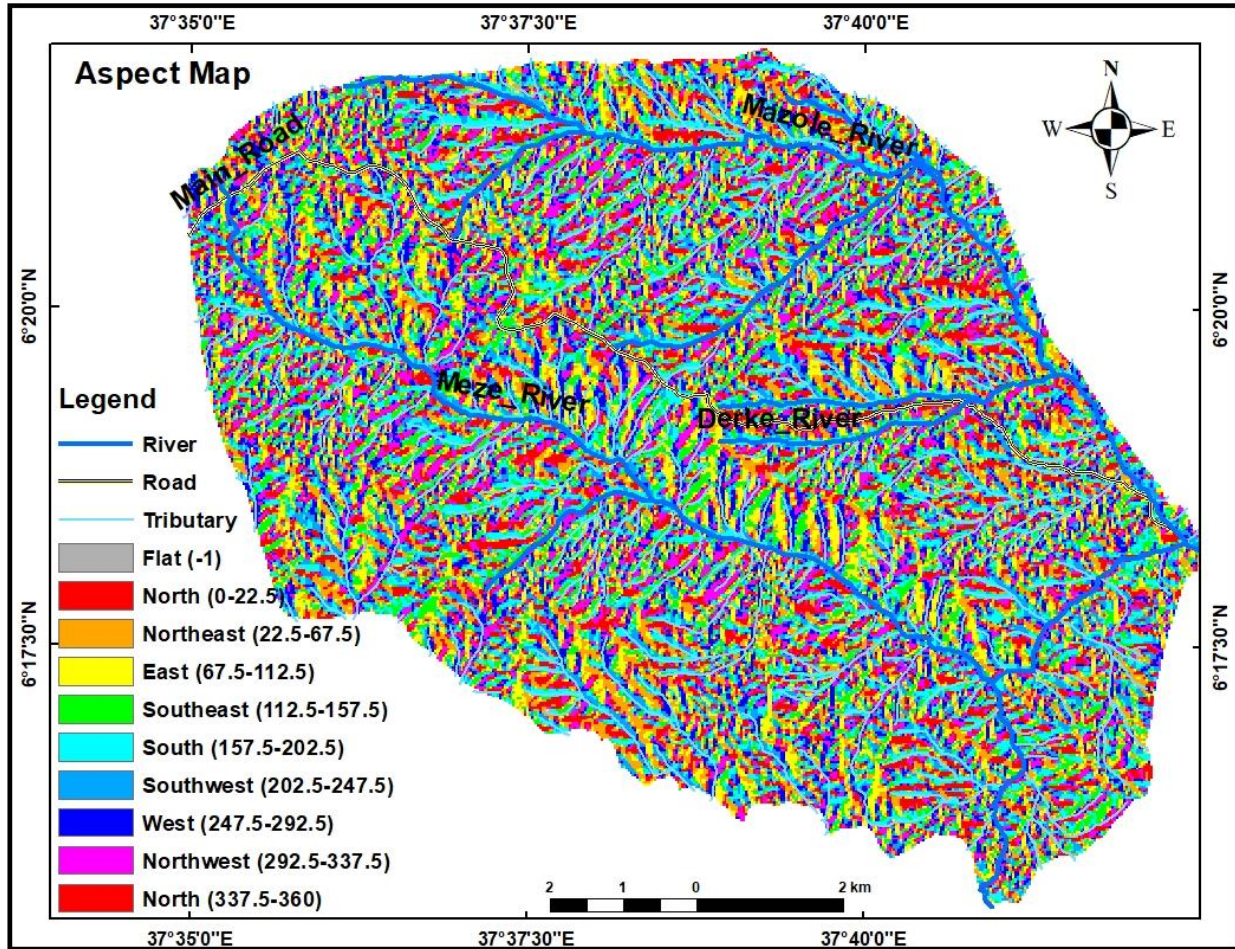 37°35'0"E 37°37'30"E 37°40'0"E
Aspect Map
N
W E
S
Mazole_River
Main_Road
6°20'0"N 6°20'0"N
Meze_River
Derke_River
Legend
River
Road
Tributary
Flat (-1)
North (0-22.5)
Northeast (22.5-67.5)
East (67.5-112.5)
Southeast (112.5-157.5)
South (157.5-202.5)
Southwest (202.5-247.5)
West (247.5-292.5)
Northwest (292.5-337.5)
North (337.5-360)
6°17'30"N 6°17'30"N
2 1 0 2 km
37°35'0"E 37°37'30"E 37°40'0"E